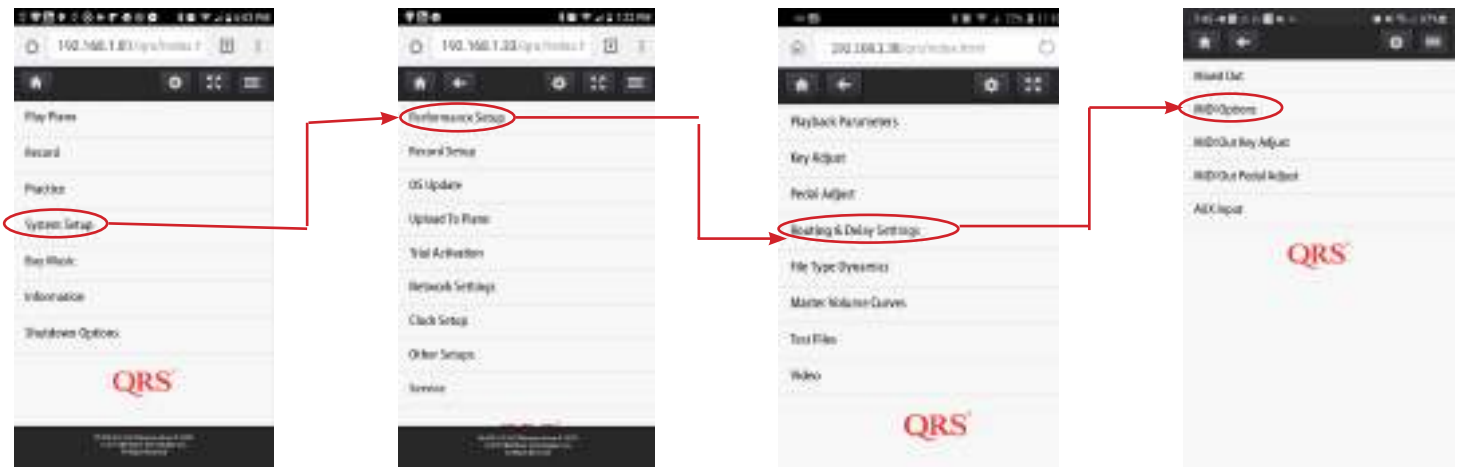 Play Piano
Record
Practice
System Setup
Buy Music
Information
Shutdown Options
QRS
Performance Setup
Record Setup
OS Update
Upload To Piano
Trial Activation
Network Settings
Clock Setup
Other Setups
Service
Playback Parameters
Key Adjust
Pedal Adjust
Routing & Delay Settings
File Type Dynamics
Master Volume Curves
Test Files
Video
QRS
MIDI Options
MIDI Out Key Adjust
MIDI Out Pedal Adjust
AUX Input
QRS